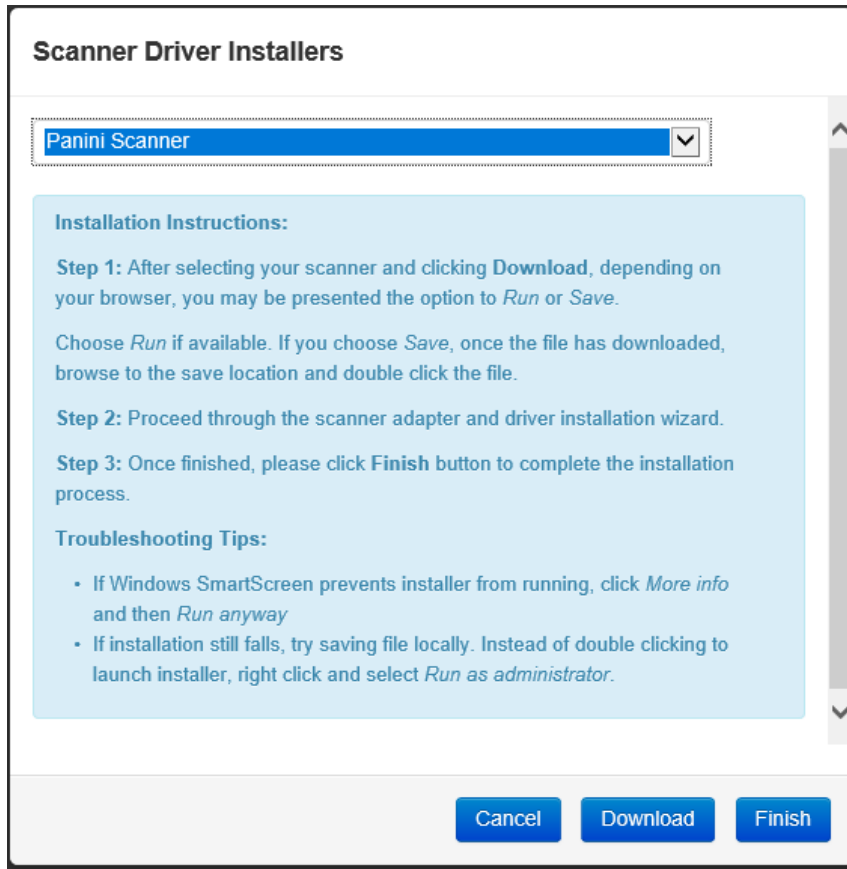 Scanner Driver Installers
Panini Scanner
Installation Instructions:
Step 1: After selecting your scanner and clicking Download, depending on
your browser, you may be presented the option to Run or Save.
Choose Run if available. If you choose Save, once the file has downloaded,
browse to the save location and double click the file.
Step 2: Proceed through the scanner adapter and driver installation wizard.
Step 3: Once finished, please click Finish button to complete the installation
process.
Troubleshooting Tips:
• If Windows SmartScreen prevents installer from running, click More info
and then Run anyway
• If installation still falls, try saving file locally. Instead of double clicking to
launch installer, right click and select Run as administrator.
Cancel Download Finish